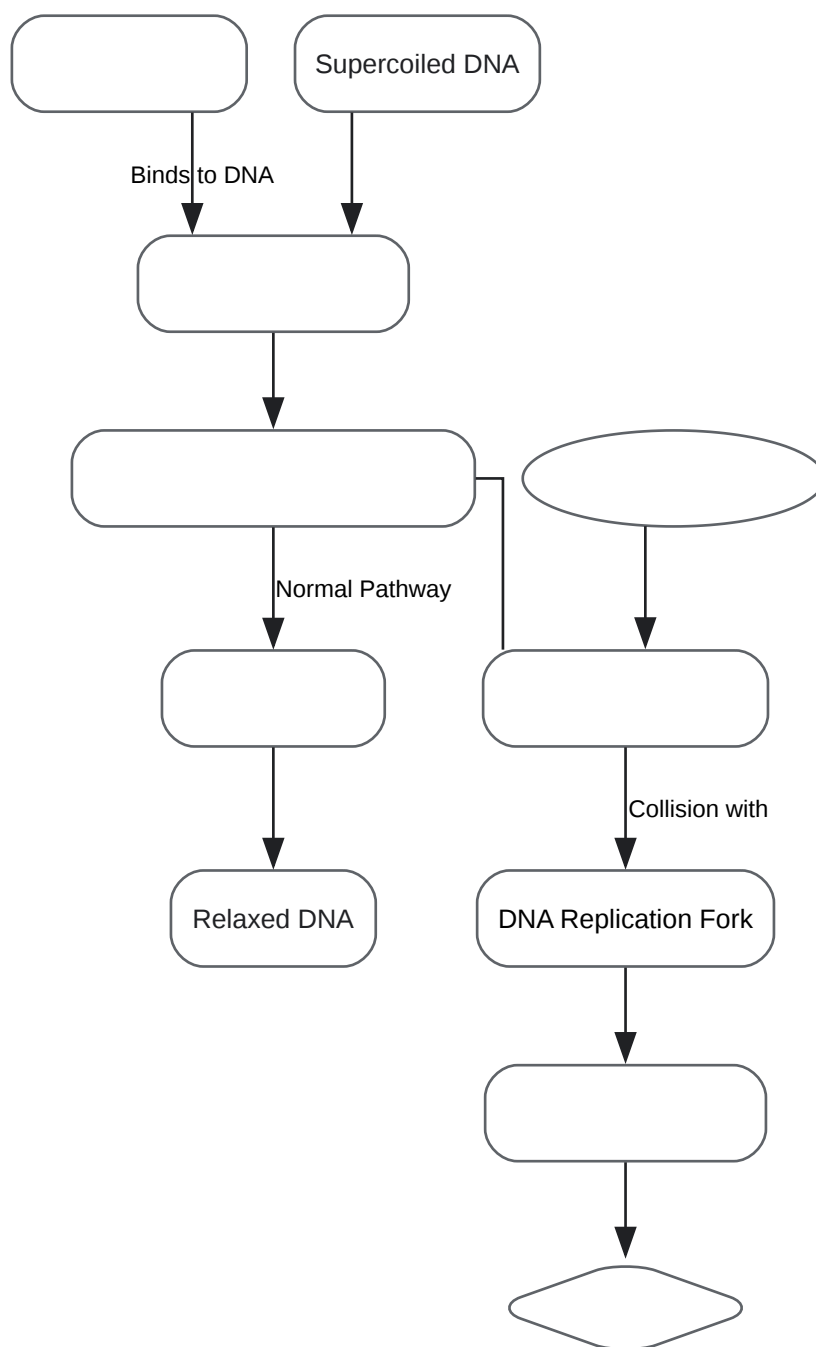 Supercoiled DNA
Binds to DNA
Normal Pathway
Collision with
Relaxed DNA
DNA Replication Fork